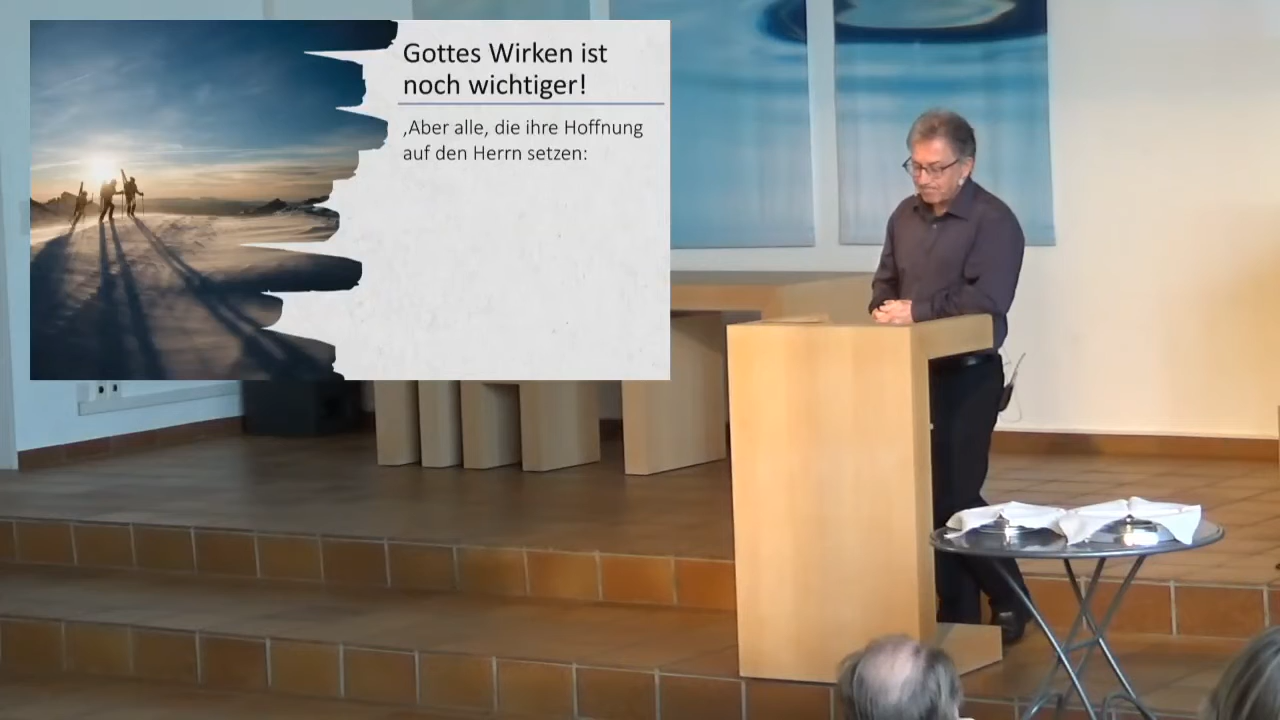 Gottes Wirken ist
noch wichtiger!
‚Aber alle, die ihre Hoffnung
auf den Herrn setzen: